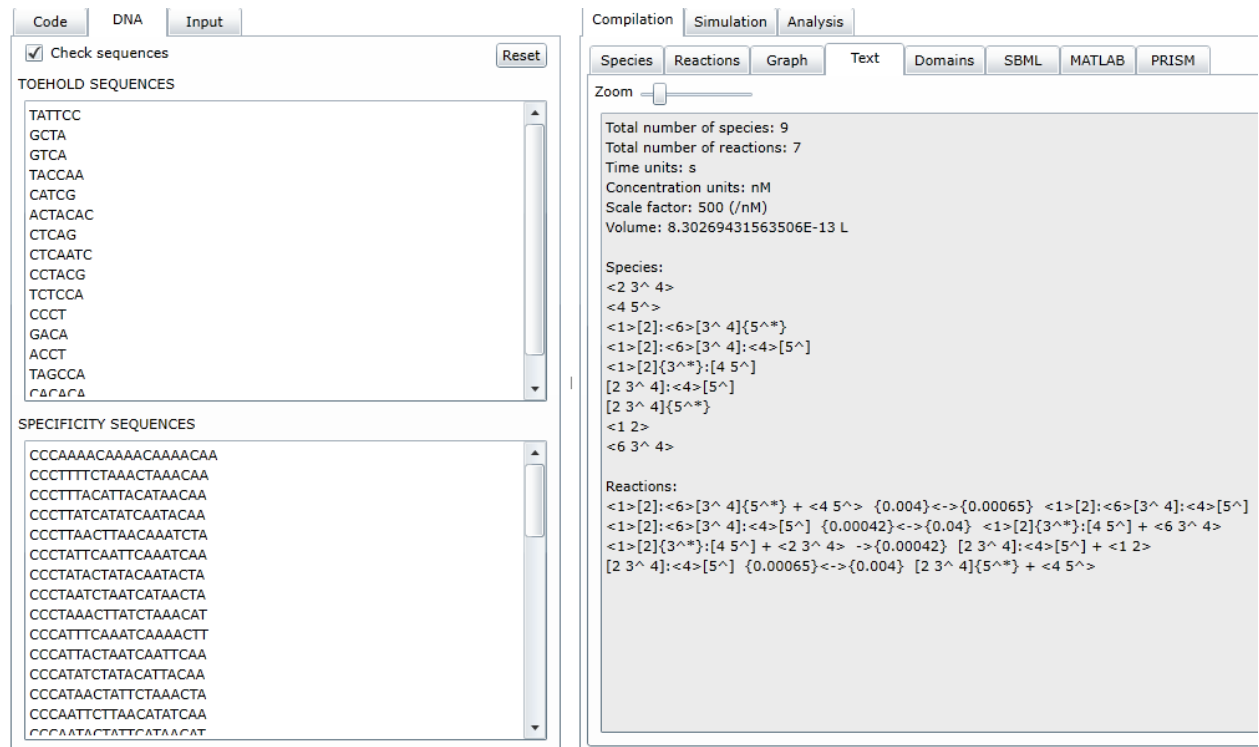 Code DNA Input
Check sequences Reset
TOEHOLD SEQUENCES
TATTCC
GCTA
GTCA
TACCAA
CATCG
ACTACAC
CTCAG
CTCAATC
CCTACG
TCTCCA
CCCT
GACA
ACCT
TAGCCA
CACACA
SPECIFICITY SEQUENCES
CCCAAAACAAAACAAAACAA
CCCTTTTCTAAACTAAACAA
CCCTTTACATTACATAACAA
CCCTTATCATATCAATACAA
CCCTTAACTTAACAAATCTA
CCCTATTCAATTCAAATCAA
CCCTATACTATACAATACTA
CCCTAATCTAATCATAACTA
CCCTAAACTTATCTAAACAT
CCCATTTCAAATCAAAACTT
CCCATTACTAATCAATTCAA
CCCATATCTATACATTACAA
CCCATAACTATTCTAAACTA
CCCAATTCTTAACATATCAA
CCCAATACTATTCATAACAT
Compilation Simulation Analysis
Species Reactions Graph Text Domains SBML MATLAB PRISM
Zoom
Total number of species: 9
Total number of reactions: 7
Time units: s
Concentration units: nM
Scale factor: 500 (/nM)
Volume: 8.30269431563506E-13 L
Species:
<2 3^ 4>
<4 5^>
<1>[2]:<6>[3^ 4]{5^*}
<1>[2]:<6>[3^ 4]:<4>[5^]
<1>[2]{3^*}:[4 5^]
[2 3^ 4]:<4>[5^]
[2 3^ 4]{5^*}
<1 2>
<6 3^ 4>
Reactions:
<1>[2]:<6>[3^ 4]{5^*} + <4 5^> {0.004}<->{0.00065} <1>[2]:<6>[3^ 4]:<4>[5^]
<1>[2]:<6>[3^ 4]:<4>[5^] {0.00042}<->{0.04} <1>[2]{3^*}:[4 5^] + <6 3^ 4>
<1>[2]{3^*}:[4 5^] + <2 3^ 4> ->{0.00042} [2 3^ 4]:<4>[5^] + <1 2>
[2 3^ 4]:<4>[5^] {0.00065}<->{0.004} [2 3^ 4]{5^*} + <4 5^>